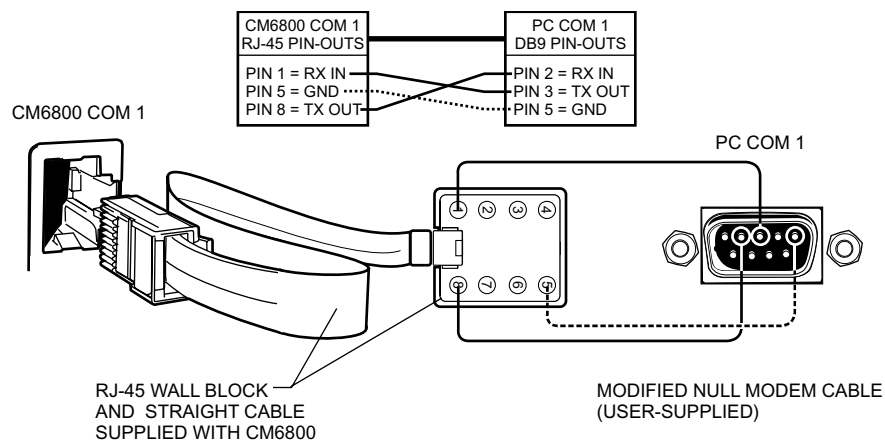 CM6800 COM 1
RJ-45 PIN-OUTS
PIN 1 = RX IN
PIN 5 = GND
PIN 8 = TX OUT
PC COM 1
DB9 PIN-OUTS
PIN 2 = RX IN
PIN 3 = TX OUT
PIN 5 = GND
CM6800 COM 1
PC COM 1
1 2 3 4
8 7 6 5
RJ-45 WALL BLOCK
AND STRAIGHT CABLE
SUPPLIED WITH CM6800
MODIFIED NULL MODEM CABLE
(USER-SUPPLIED)